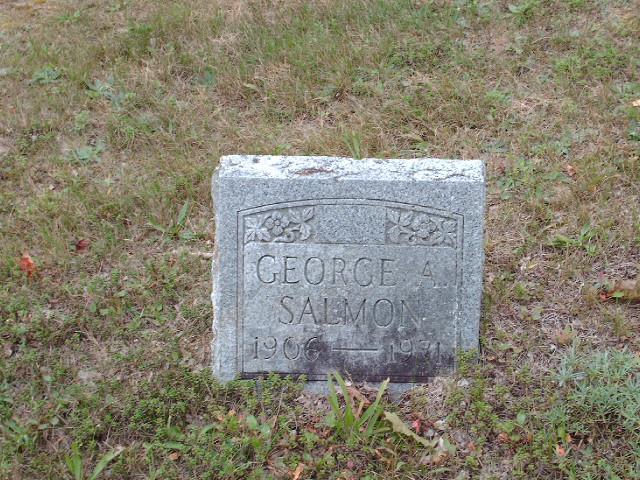 GEORGE A.
SALMON
1906 — 1971